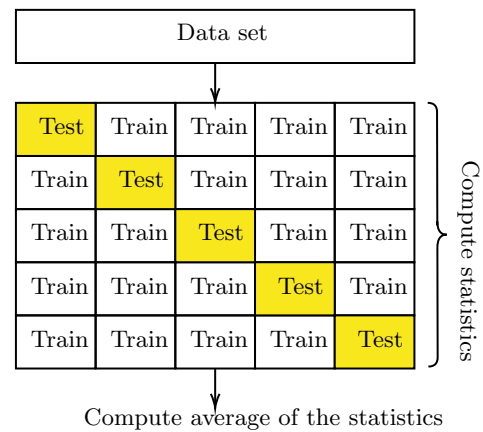 Data set
Test Train Train Train Train
Train Test Train Train Train
Train Train Test Train Train
Train Train Train Test Train
Train Train Train Train Test
Compute statistics
Compute average of the statistics